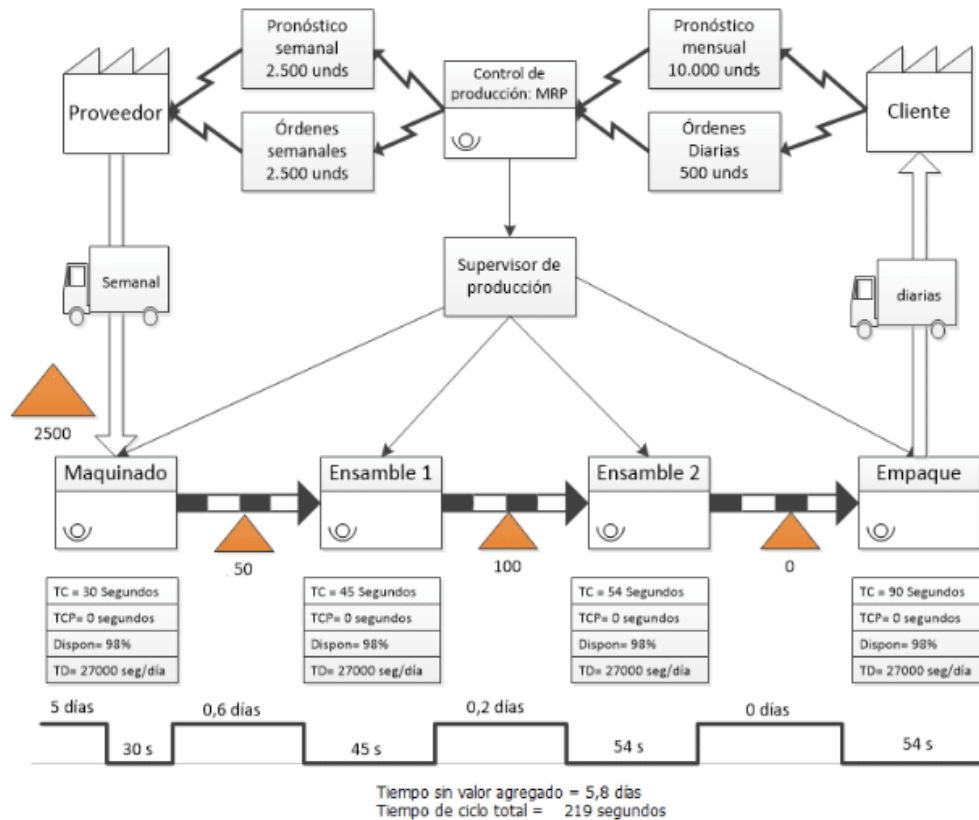 Proveedor
Pronóstico
semanal
2.500 unds
Órdenes
semanales
2.500 unds
Control de
producción: MRP
Pronóstico
mensual
10.000 unds
Órdenes
Diarias
500 unds
Cliente
Semanal
Supervisor de
producción
diarias
2500
Maquinado
Ensamble 1
Ensamble 2
Empaque
50
100
0
TC = 30 Segundos
TCP= 0 segundos
Dispon= 98%
TD= 27000 seg/día
TC = 45 Segundos
TCP= 0 segundos
Dispon= 98%
TD= 27000 seg/día
TC = 54 Segundos
TCP= 0 segundos
Dispon= 98%
TD= 27000 seg/día
TC = 90 Segundos
TCP= 0 segundos
Dispon= 98%
TD= 27000 seg/día
5 días
30 s
0,6 días
45 s
0,2 días
54 s
0 días
54 s
Tiempo sin valor agregado = 5,8 días
Tiempo de ciclo total = 219 segundos